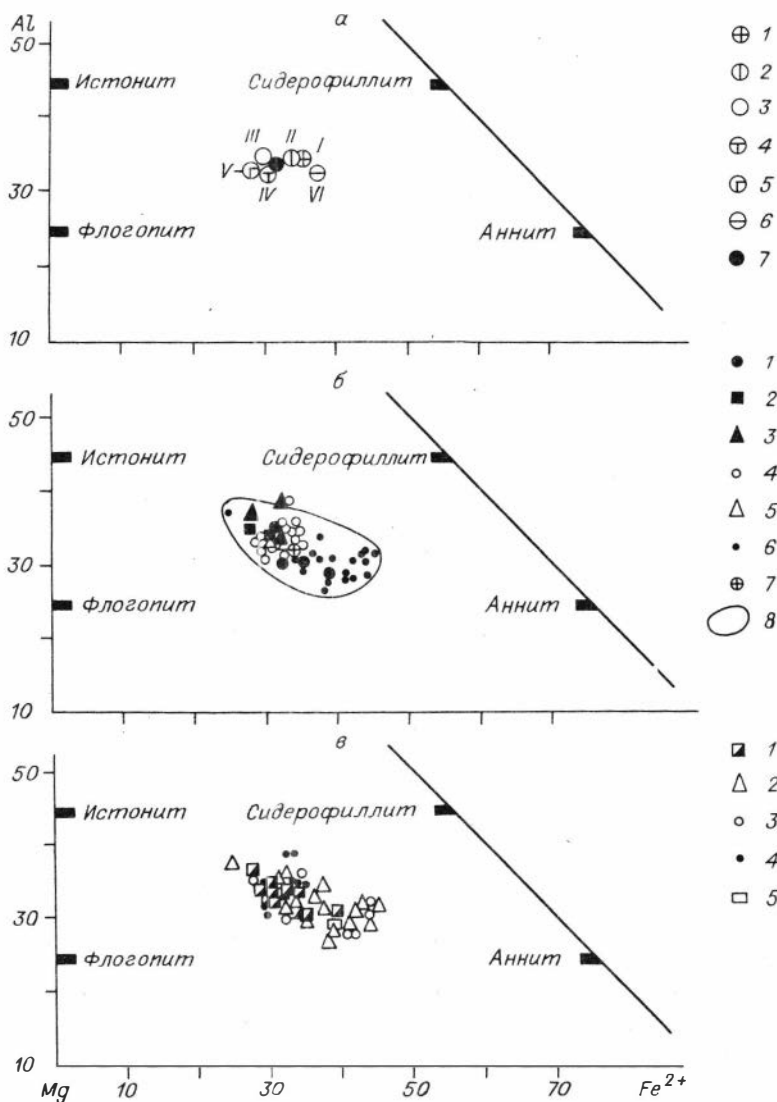 Al
50
а
Истонит
Сидерофиллит
III II I
V
IV VI
30
Флогопит
Аннит
10
1
2
3
4
5
6
7
б
50
Истонит
Сидерофиллит
30
Флогопит
Аннит
10
1
2
3
4
5
6
7
8
в
50
Истонит
Сидерофиллит
30
Флогопит
Аннит
10
Mg 10 30 50 70 Fe²⁺
1
2
3
4
5